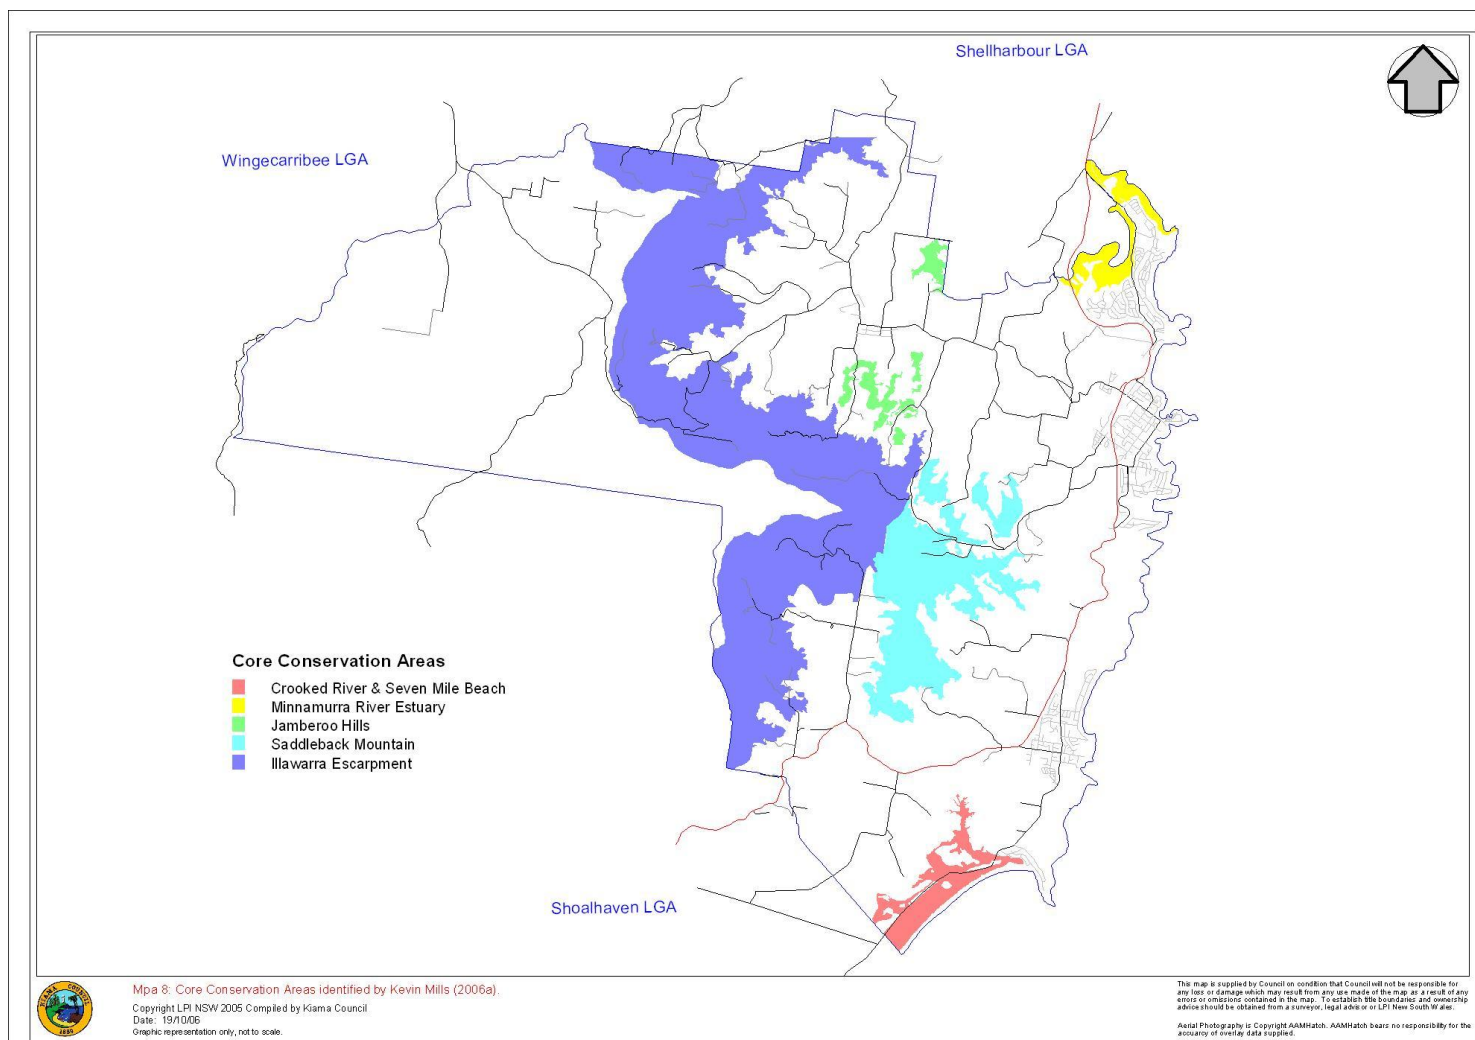 Shellharbour LGA
Wingecarribee LGA
Core Conservation Areas
Crooked River & Seven Mile Beach
Minnamurra River Estuary
Jamberoo Hills
Saddleback Mountain
Illawarra Escarpment
Shoalhaven LGA
KIAMA COUNCIL
Mpa 8: Core Conservation Areas identified by Kevin Mills (2006a).
Copyright LPI NSW 2005 Compiled by Kiama Council
Date: 19/10/06
Graphic representation only, not to scale.
This map is supplied by Council on condition that Council will not be responsible for
any loss or damage which may result from any use made of the map as a result of any
errors or omissions contained in the map. To establish title boundaries and ownership
advice should be obtained from a surveyor, legal advisor or LPI New South Wales.
Aerial Photography is Copyright AAMHatch. AAMHatch bears no responsibility for the
accuarcy of overlay data supplied.